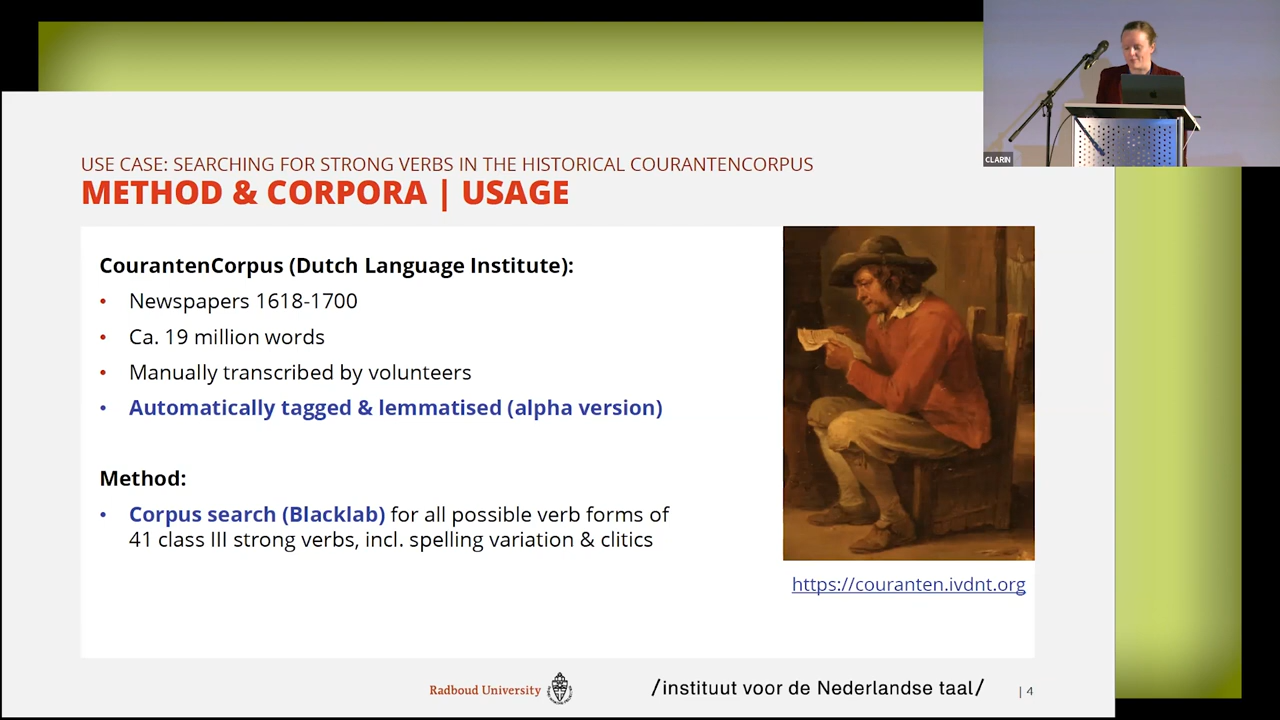 CLARIN
USE CASE: SEARCHING FOR STRONG VERBS IN THE HISTORICAL COURANTENCORPUS
METHOD & CORPORA | USAGE
CourantenCorpus (Dutch Language Institute):
• Newspapers 1618-1700
• Ca. 19 million words
• Manually transcribed by volunteers
• Automatically tagged & lemmatised (alpha version)
Method:
• Corpus search (Blacklab) for all possible verb forms of
41 class III strong verbs, incl. spelling variation & clitics
https://couranten.ivdnt.org
Radboud University
/instituut voor de Nederlandse taal/
| 4